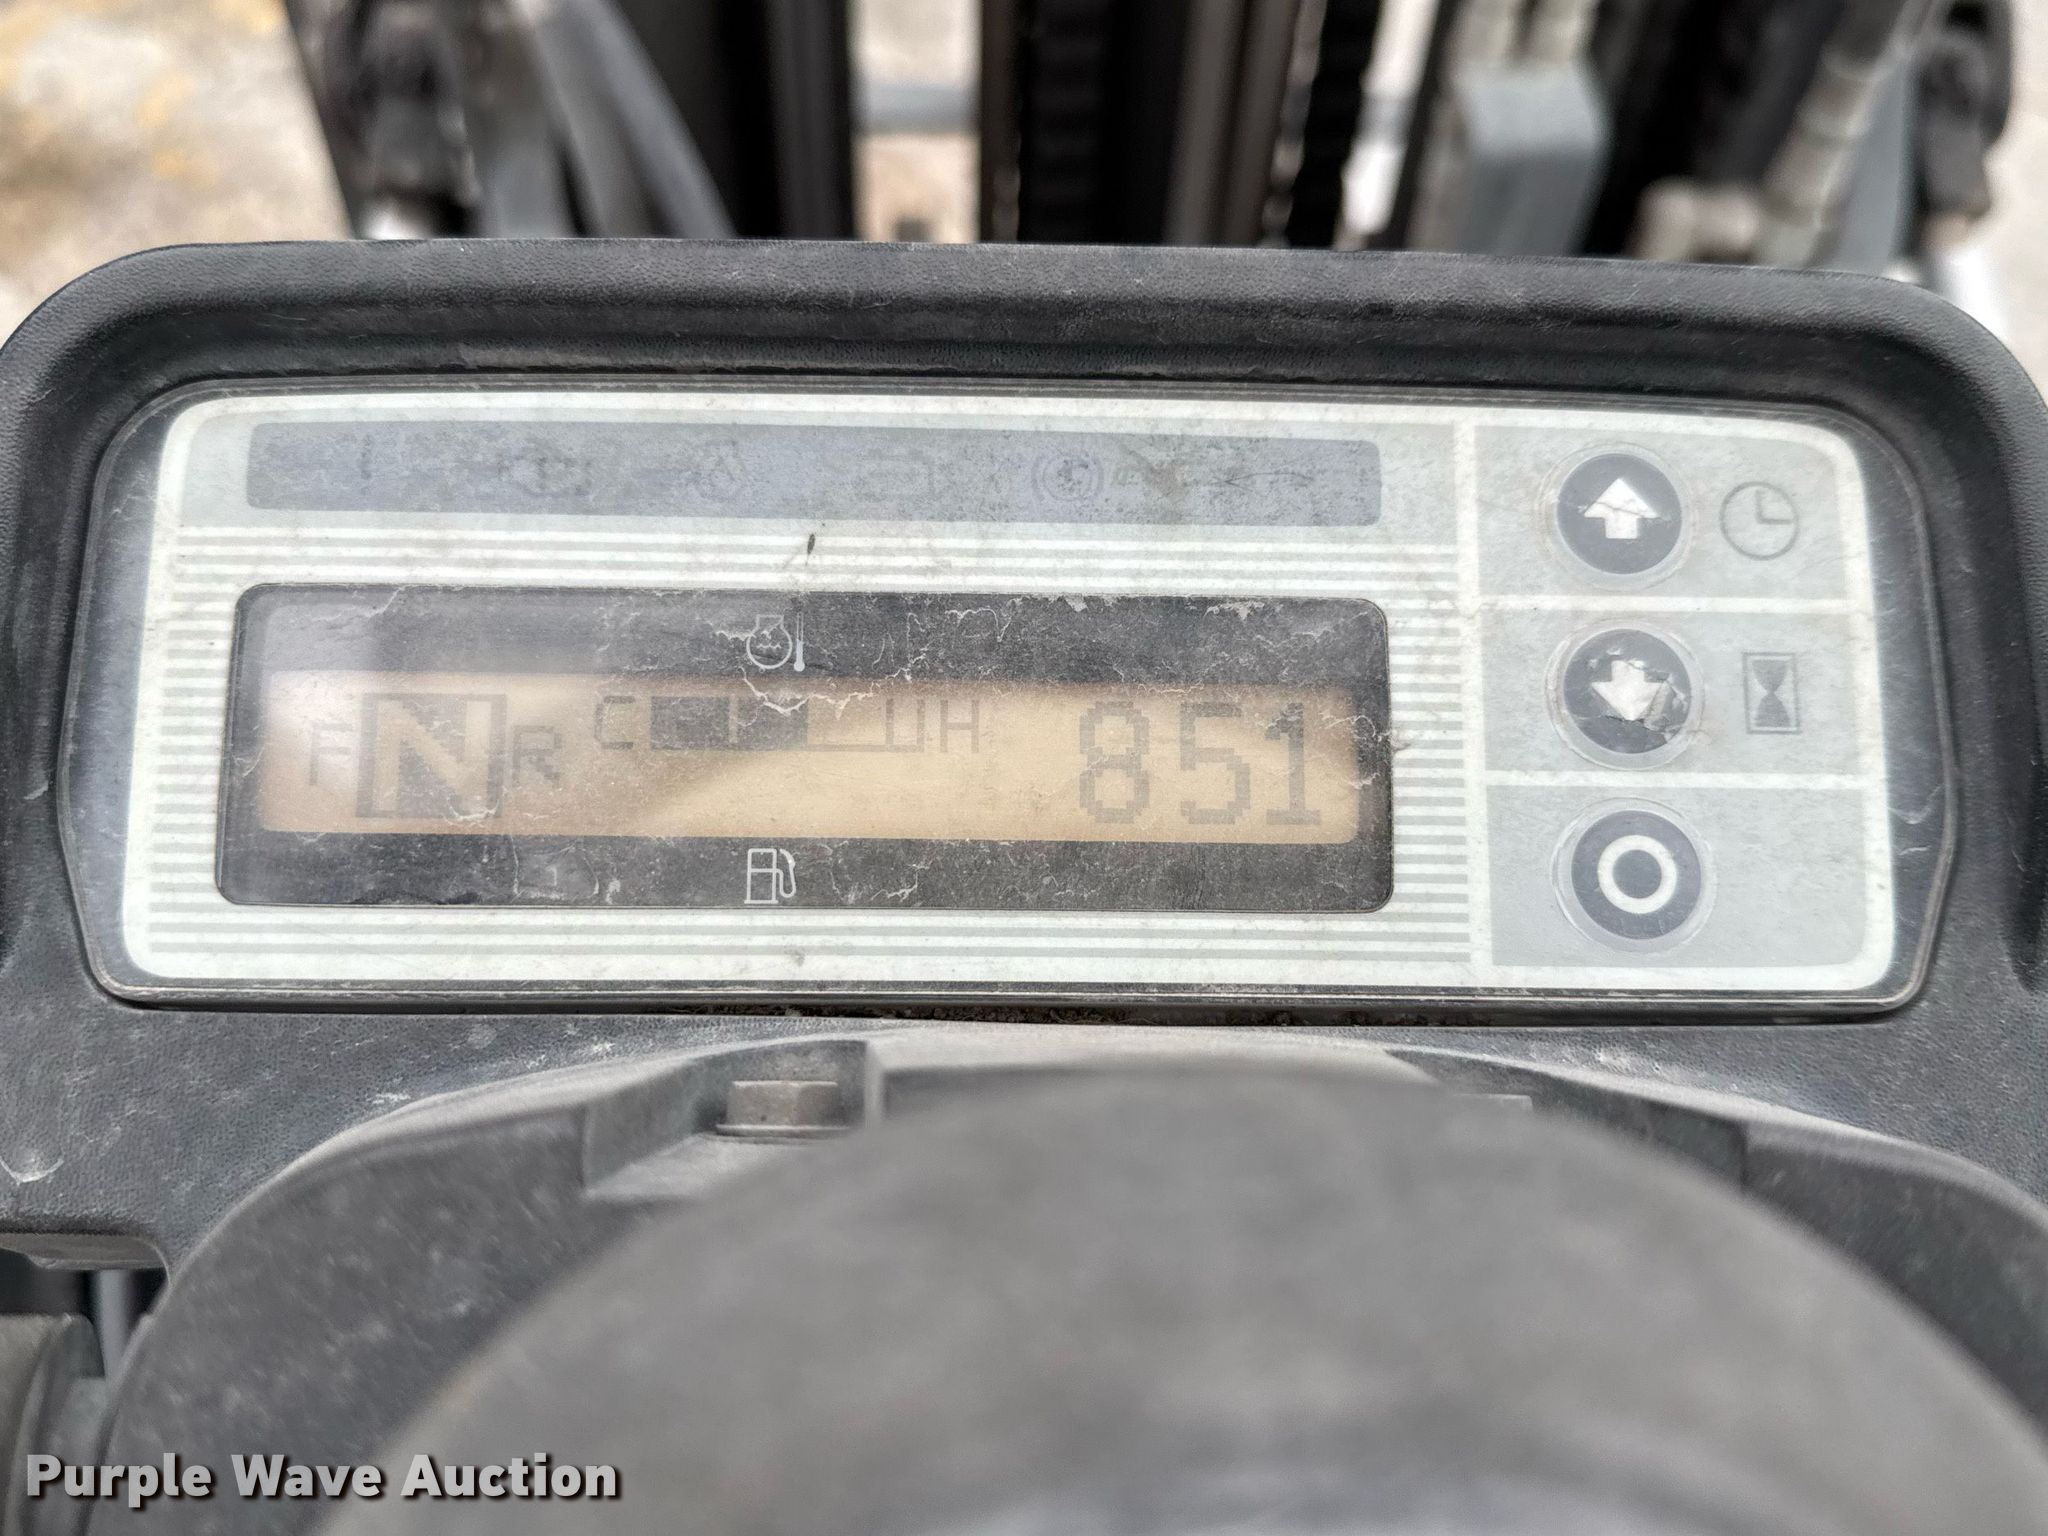 F N R C H 851
Purple Wave Auction